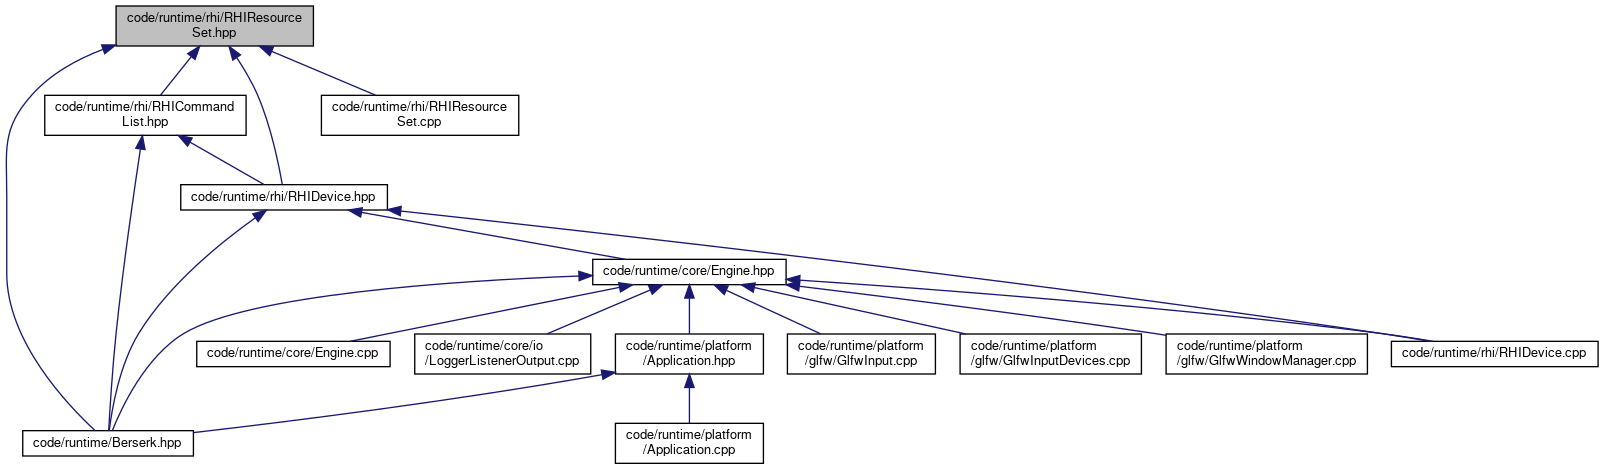 code/runtime/rhi/RHIResource
Set.hpp
code/runtime/rhi/RHICommand
List.hpp
code/runtime/rhi/RHIResource
Set.cpp
code/runtime/rhi/RHIDevice.hpp
code/runtime/core/Engine.hpp
code/runtime/core/Engine.cpp
code/runtime/core/io
/LoggerListenerOutput.cpp
code/runtime/platform
/Application.hpp
code/runtime/platform
/glfw/GlfwInput.cpp
code/runtime/platform
/glfw/GlfwInputDevices.cpp
code/runtime/platform
/glfw/GlfwWindowManager.cpp
code/runtime/rhi/RHIDevice.cpp
code/runtime/Berserk.hpp
code/runtime/platform
/Application.cpp